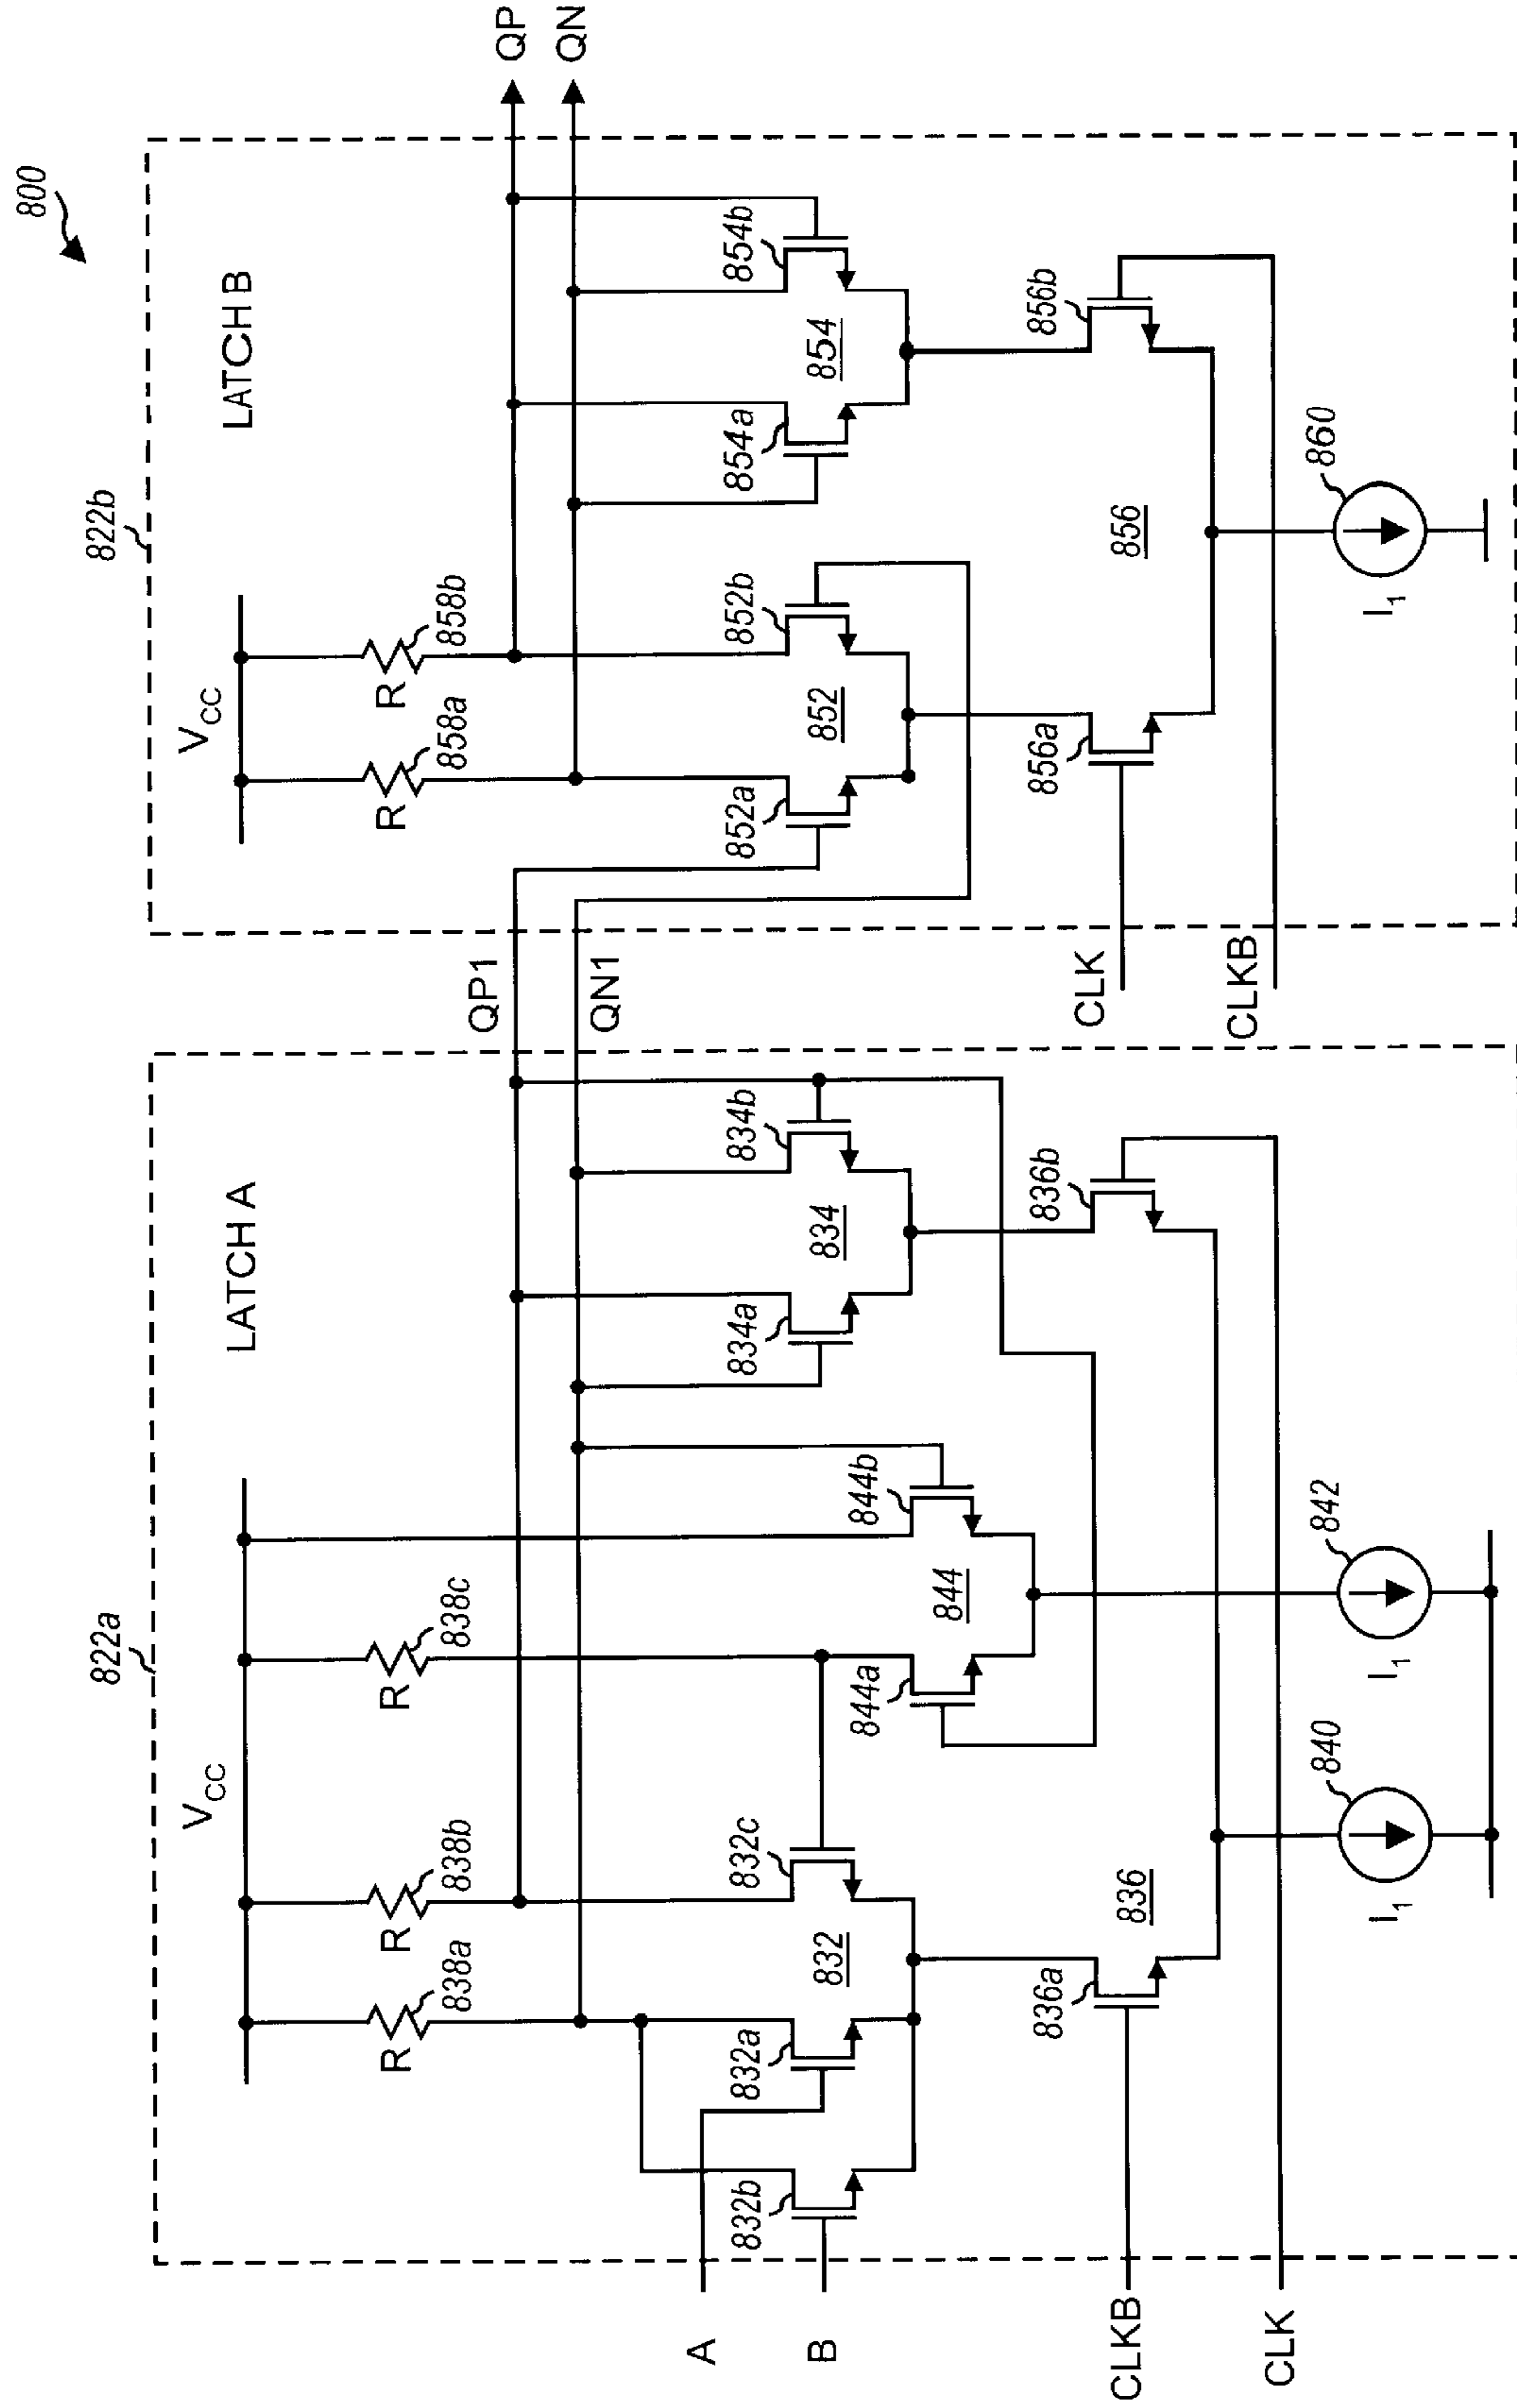 800
822a
822b
LATCH A
LATCH B
VCC
VCC
R
838a
R
838b
R
838c
R
858a
R
858b
QP1
QN1
QP
QN
832b
832a
832
832c
844a
844
844b
834a
834
834b
852a
852
852b
854a
854
854b
A
B
836a
836
836b
856a
856
856b
CLKB
CLK
CLK
CLKB
I1
840
I1
842
I1
860